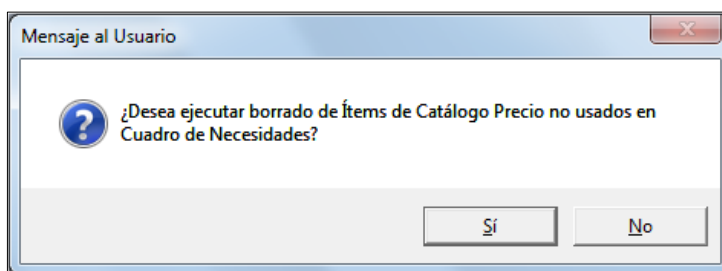 Mensaje al Usuario
¿Desea ejecutar borrado de Ítems de Catálogo Precio no usados en
Cuadro de Necesidades?
Sí
No